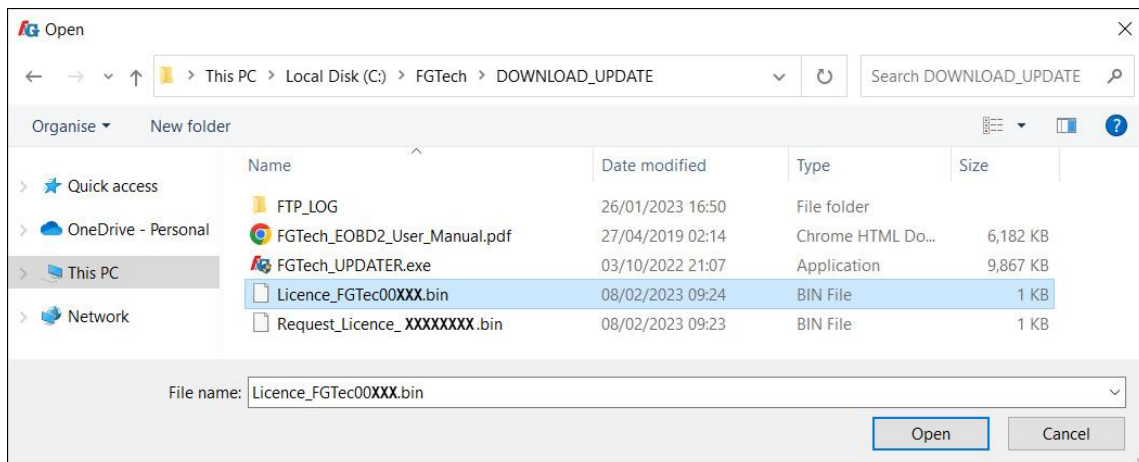 FG Open
This PC > Local Disk (C:) > FGTech > DOWNLOAD_UPDATE
Search DOWNLOAD_UPDATE
Organise
New folder
?
Name
Date modified
Type
Size
Quick access
OneDrive - Personal
This PC
Network
FTP_LOG 26/01/2023 16:50 File folder
FGTech_EOBD2_User_Manual.pdf 27/04/2019 02:14 Chrome HTML Do... 6,182 KB
FGTech_UPDATER.exe 03/10/2022 21:07 Application 9,867 KB
Licence_FGTec00XXX.bin 08/02/2023 09:24 BIN File 1 KB
Request_Licence_ XXXXXXXX .bin 08/02/2023 09:23 BIN File 1 KB
File name: Licence_FGTec00XXX.bin
Open
Cancel